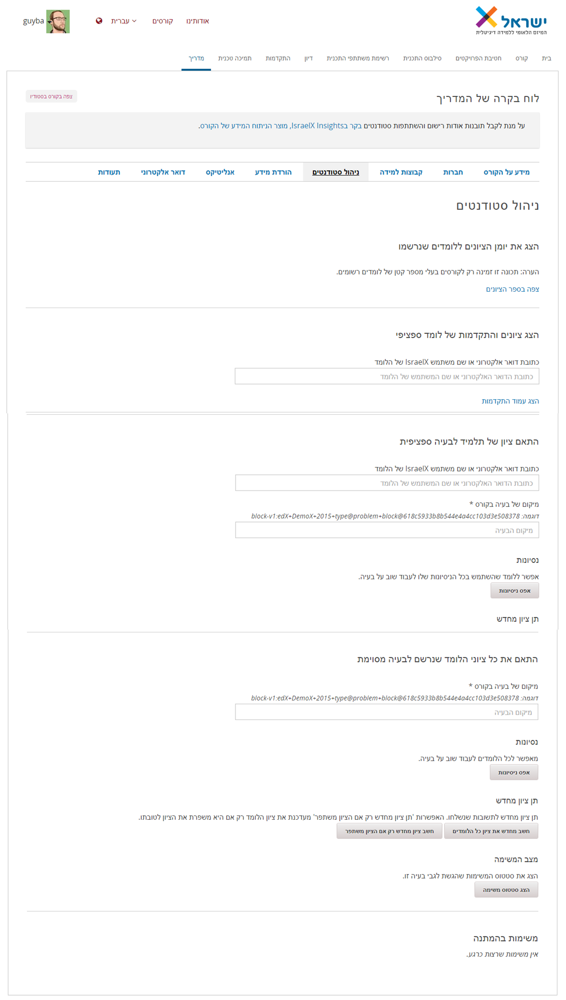 ישראל
המיזם הלאומי ללמידה דיגיטלית
אודותינו קורסים עברית guyba
בית קורס חטיבת הפרויקטים סילבוס התכנית רשימת משתתפי התכנית דיון התקדמות תמיכה טכנית מדריך
לוח בקרה של המדריך
צפה בקורס בסטודיו
על מנת לקבל תובנות אודות רישום והשתתפות סטודנטים בקר בIsraelX Insights, מוצר הניתוח המידע של הקורס.
מידע על הקורס חברות קבוצות למידה ניהול סטודנטים הורדת מידע אנליטיקס דואר אלקטרוני תעודות
ניהול סטודנטים
הצג את יומן הציונים ללומדים שנרשמו
הערה: תכונה זו זמינה רק לקורסים בעלי מספר קטן של לומדים רשומים.
צפה בספר הציונים
הצג ציונים והתקדמות של לומד ספציפי
כתובת דואר אלקטרוני או שם משתמש IsraelX של הלומד
כתובת הדואר האלקטרוני או שם המשתמש של הלומד
הצג עמוד התקדמות
התאם ציון של תלמיד לבעיה ספציפית
כתובת דואר אלקטרוני או שם משתמש IsraelX של הלומד
כתובת הדואר האלקטרוני או שם המשתמש של הלומד
מיקום של בעיה בקורס *
דוגמה: block-v1:edX+DemoX+2015+type@problem+block@618c5933b8b544e4a4cc103d3e508378
מיקום הבעיה
נסיונות
אפשר ללומד שהשתמש בכל הניסיונות שלו לעבוד שוב על בעיה.
אפס ניסיונות
תן ציון מחדש
התאם את כל ציוני הלומד שנרשם לבעיה מסוימת
מיקום של בעיה בקורס *
דוגמה: block-v1:edX+DemoX+2015+type@problem+block@618c5933b8b544e4a4cc103d3e508378
מיקום הבעיה
נסיונות
מאפשר לכל הלומדים לעבוד שוב על בעיה.
אפס ניסיונות
תן ציון מחדש
תן ציון מחדש לתשובות שנשלחו. האפשרות 'תן ציון מחדש רק אם הציון משתפר' מעדכנת את ציון הלומד רק אם היא משפרת את הציון לטובתו.
חשב מחדש את ציון כל הלומדים חשב ציון מחדש רק אם הציון משתפר
מצב המשימה
הצג את סטטוס המשימות שהגשת לגבי בעיה זו.
הצג סטטוס משימה
משימות בהמתנה
אין משימות שרצות כרגע.